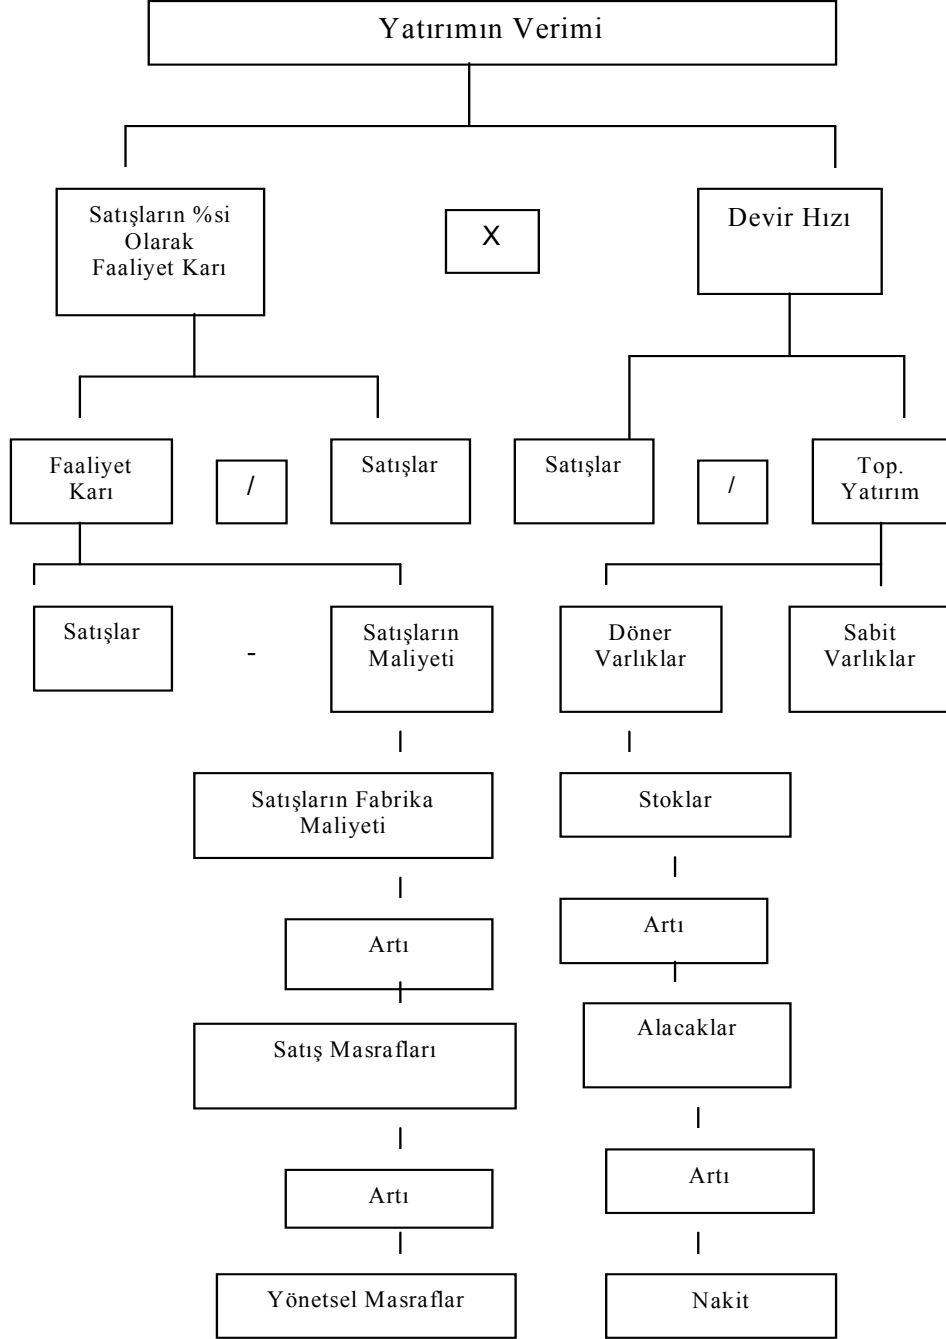 Yatırımın Verimi
Satışların %si
Olarak
Faaliyet Karı
X
Devir Hızı
Faaliyet
Karı
/
Satışlar
Satışlar
/
Top.
Yatırım
Satışlar
-
Satışların
Maliyeti
Döner
Varlıklar
Sabit
Varlıklar
Satışların Fabrika
Maliyeti
Stoklar
Artı
Artı
Satış Masrafları
Alacaklar
Artı
Artı
Yönetsel Masraflar
Nakit